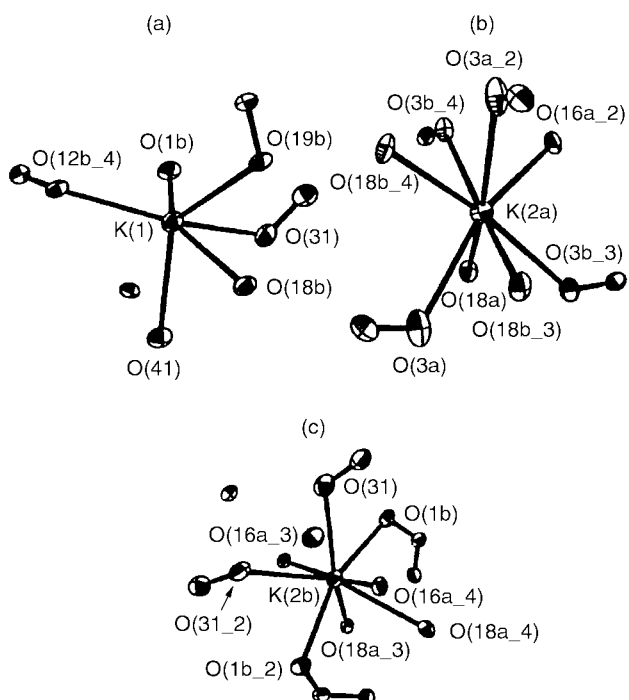 (a)
(b)
O(3a_2)
O(3b_4)
O(16a_2)
O(1b)
O(19b)
O(12b_4)
O(18b_4)
K(1)
K(2a)
O(31)
O(3b_3)
O(18b)
O(18a)
O(18b_3)
O(41)
O(3a)
(c)
O(31)
O(1b)
O(16a_3)
K(2b)
O(16a_4)
O(31_2)
O(18a_3)
O(18a_4)
O(1b_2)